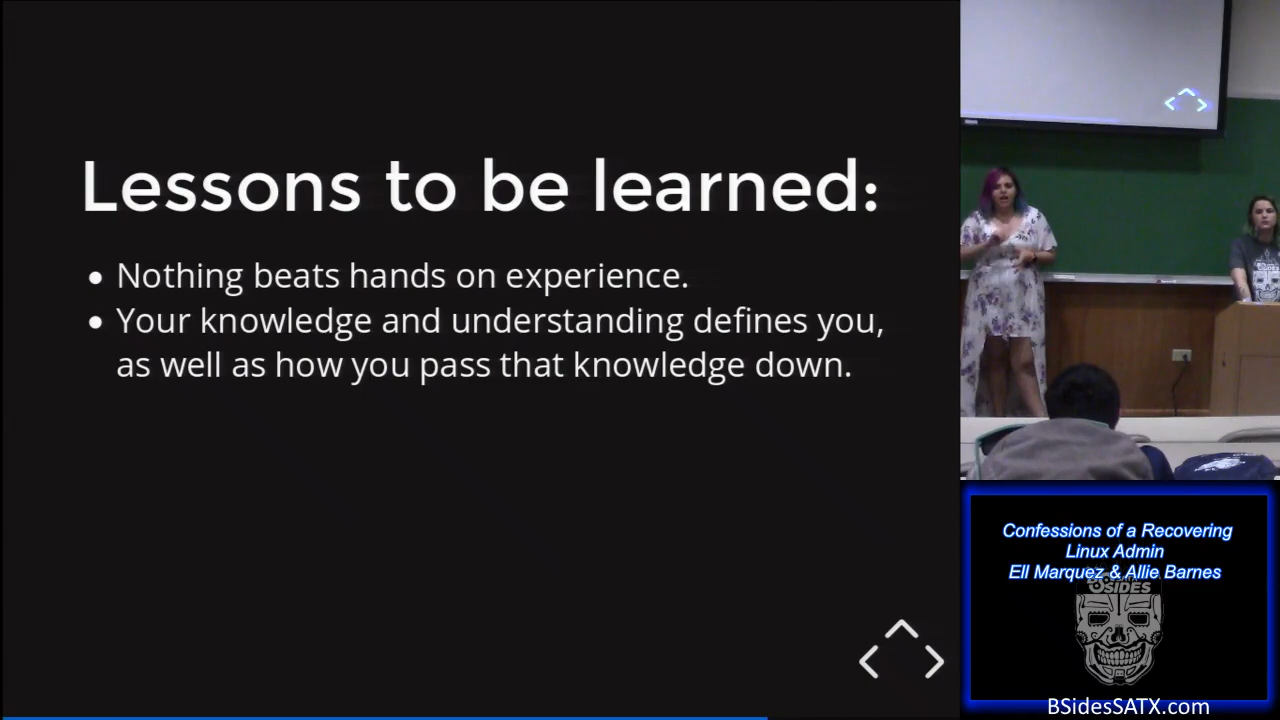 Lessons to be learned:
• Nothing beats hands on experience.
• Your knowledge and understanding defines you,
as well as how you pass that knowledge down.
Confessions of a Recovering
Linux Admin
Ell Marquez & Allie Barnes
BSIDES
BSidesSATX.com